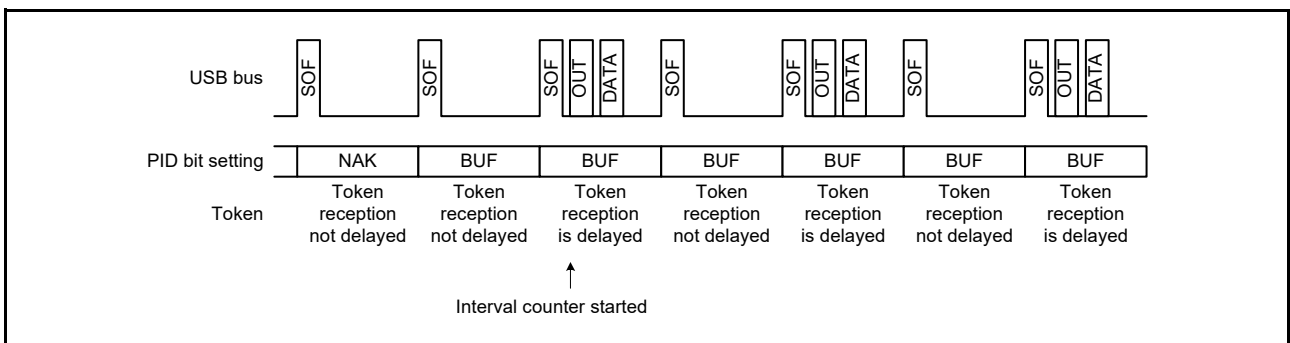 USB bus
SOF SOF SOF OUT DATA SOF SOF OUT DATA SOF SOF OUT DATA
PID bit setting NAK BUF BUF BUF BUF BUF BUF
Token
Token reception not delayed
Token reception not delayed
Token reception is delayed
Token reception not delayed
Token reception is delayed
Token reception not delayed
Token reception is delayed
Interval counter started